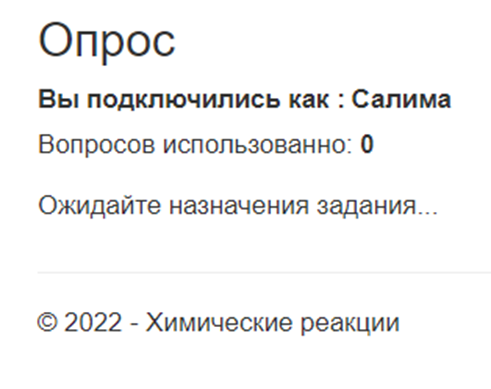 Опрос
Вы подключились как : Салима
Вопросов использованно: 0
Ожидайте назначения задания...
© 2022 - Химические реакции